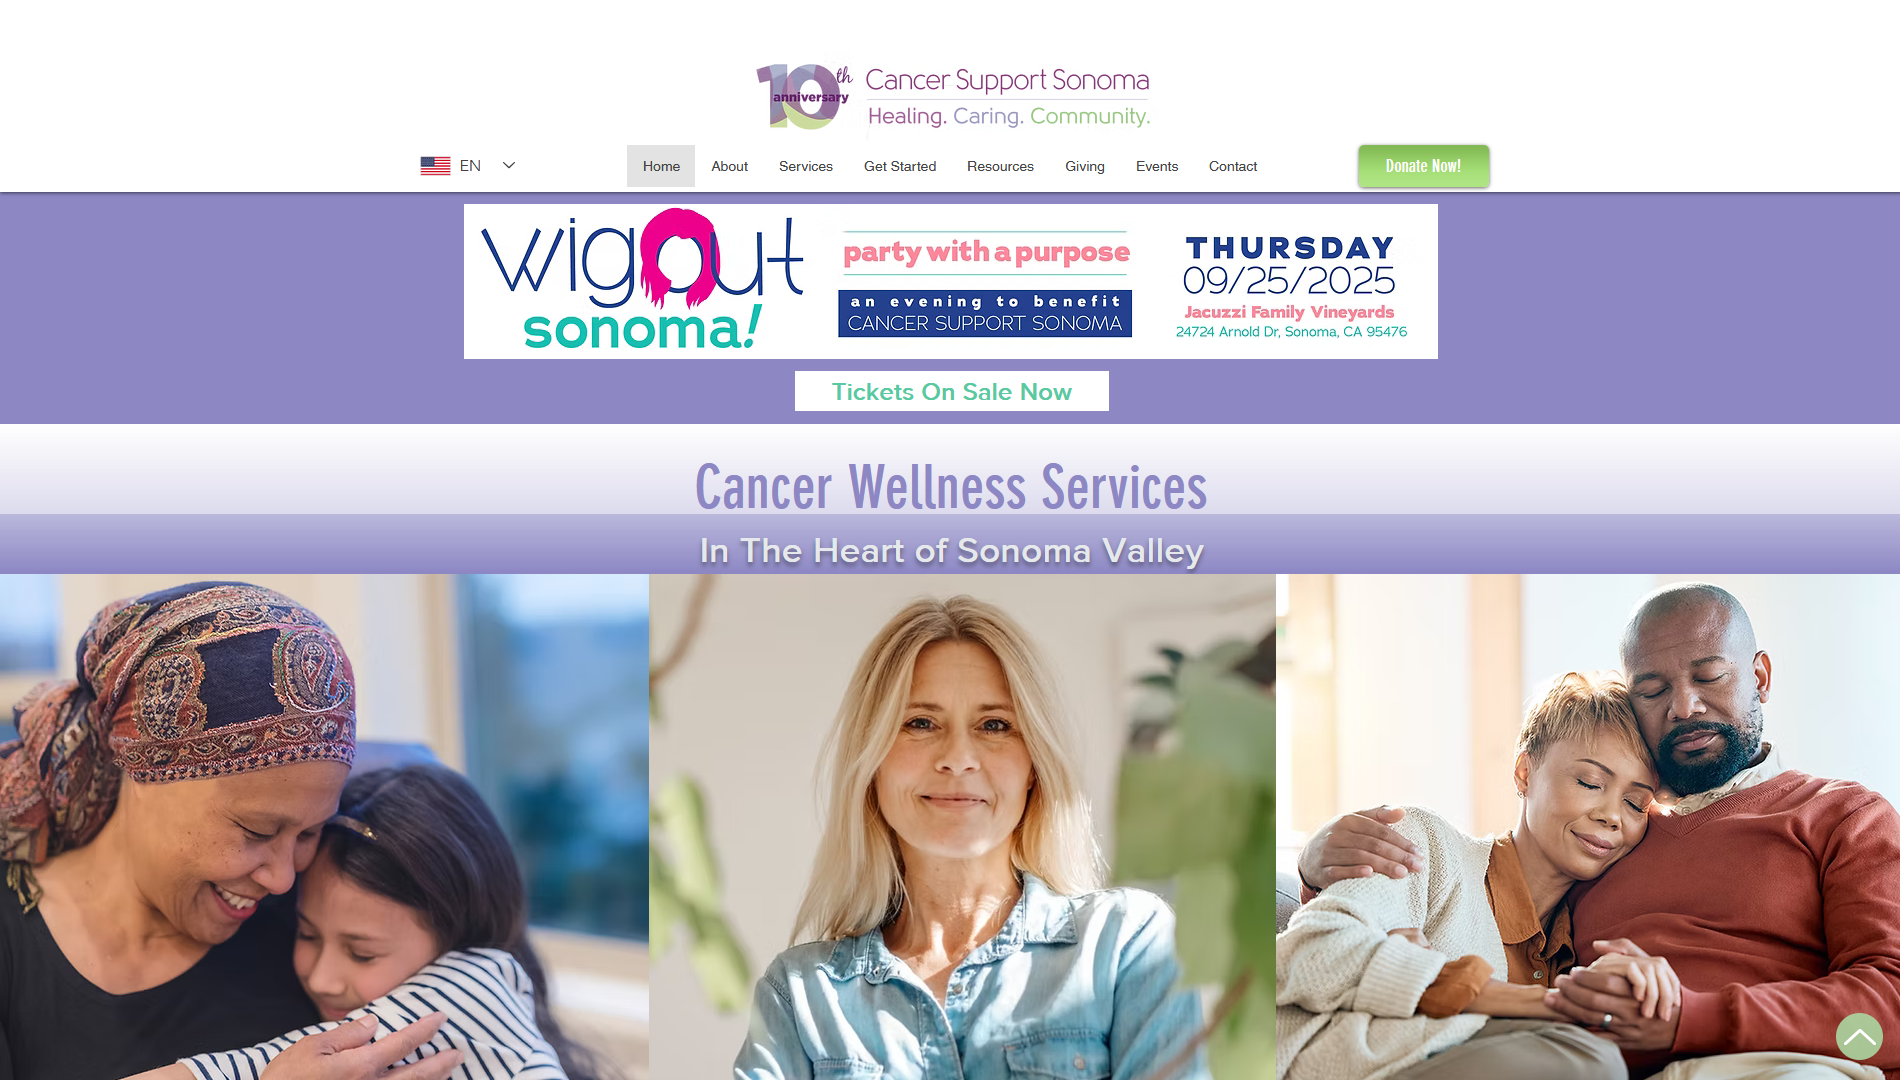 10th
anniversary
Cancer Support Sonoma
Healing. Caring. Community.
EN
Home
About
Services
Get Started
Resources
Giving
Events
Contact
Donate Now!
wigout
sonoma!
party with a purpose
an evening to benefit
CANCER SUPPORT SONOMA
THURSDAY
09/25/2025
Jacuzzi Family Vineyards
24724 Arnold Dr, Sonoma, CA 95476
Tickets On Sale Now
Cancer Wellness Services
In The Heart of Sonoma Valley